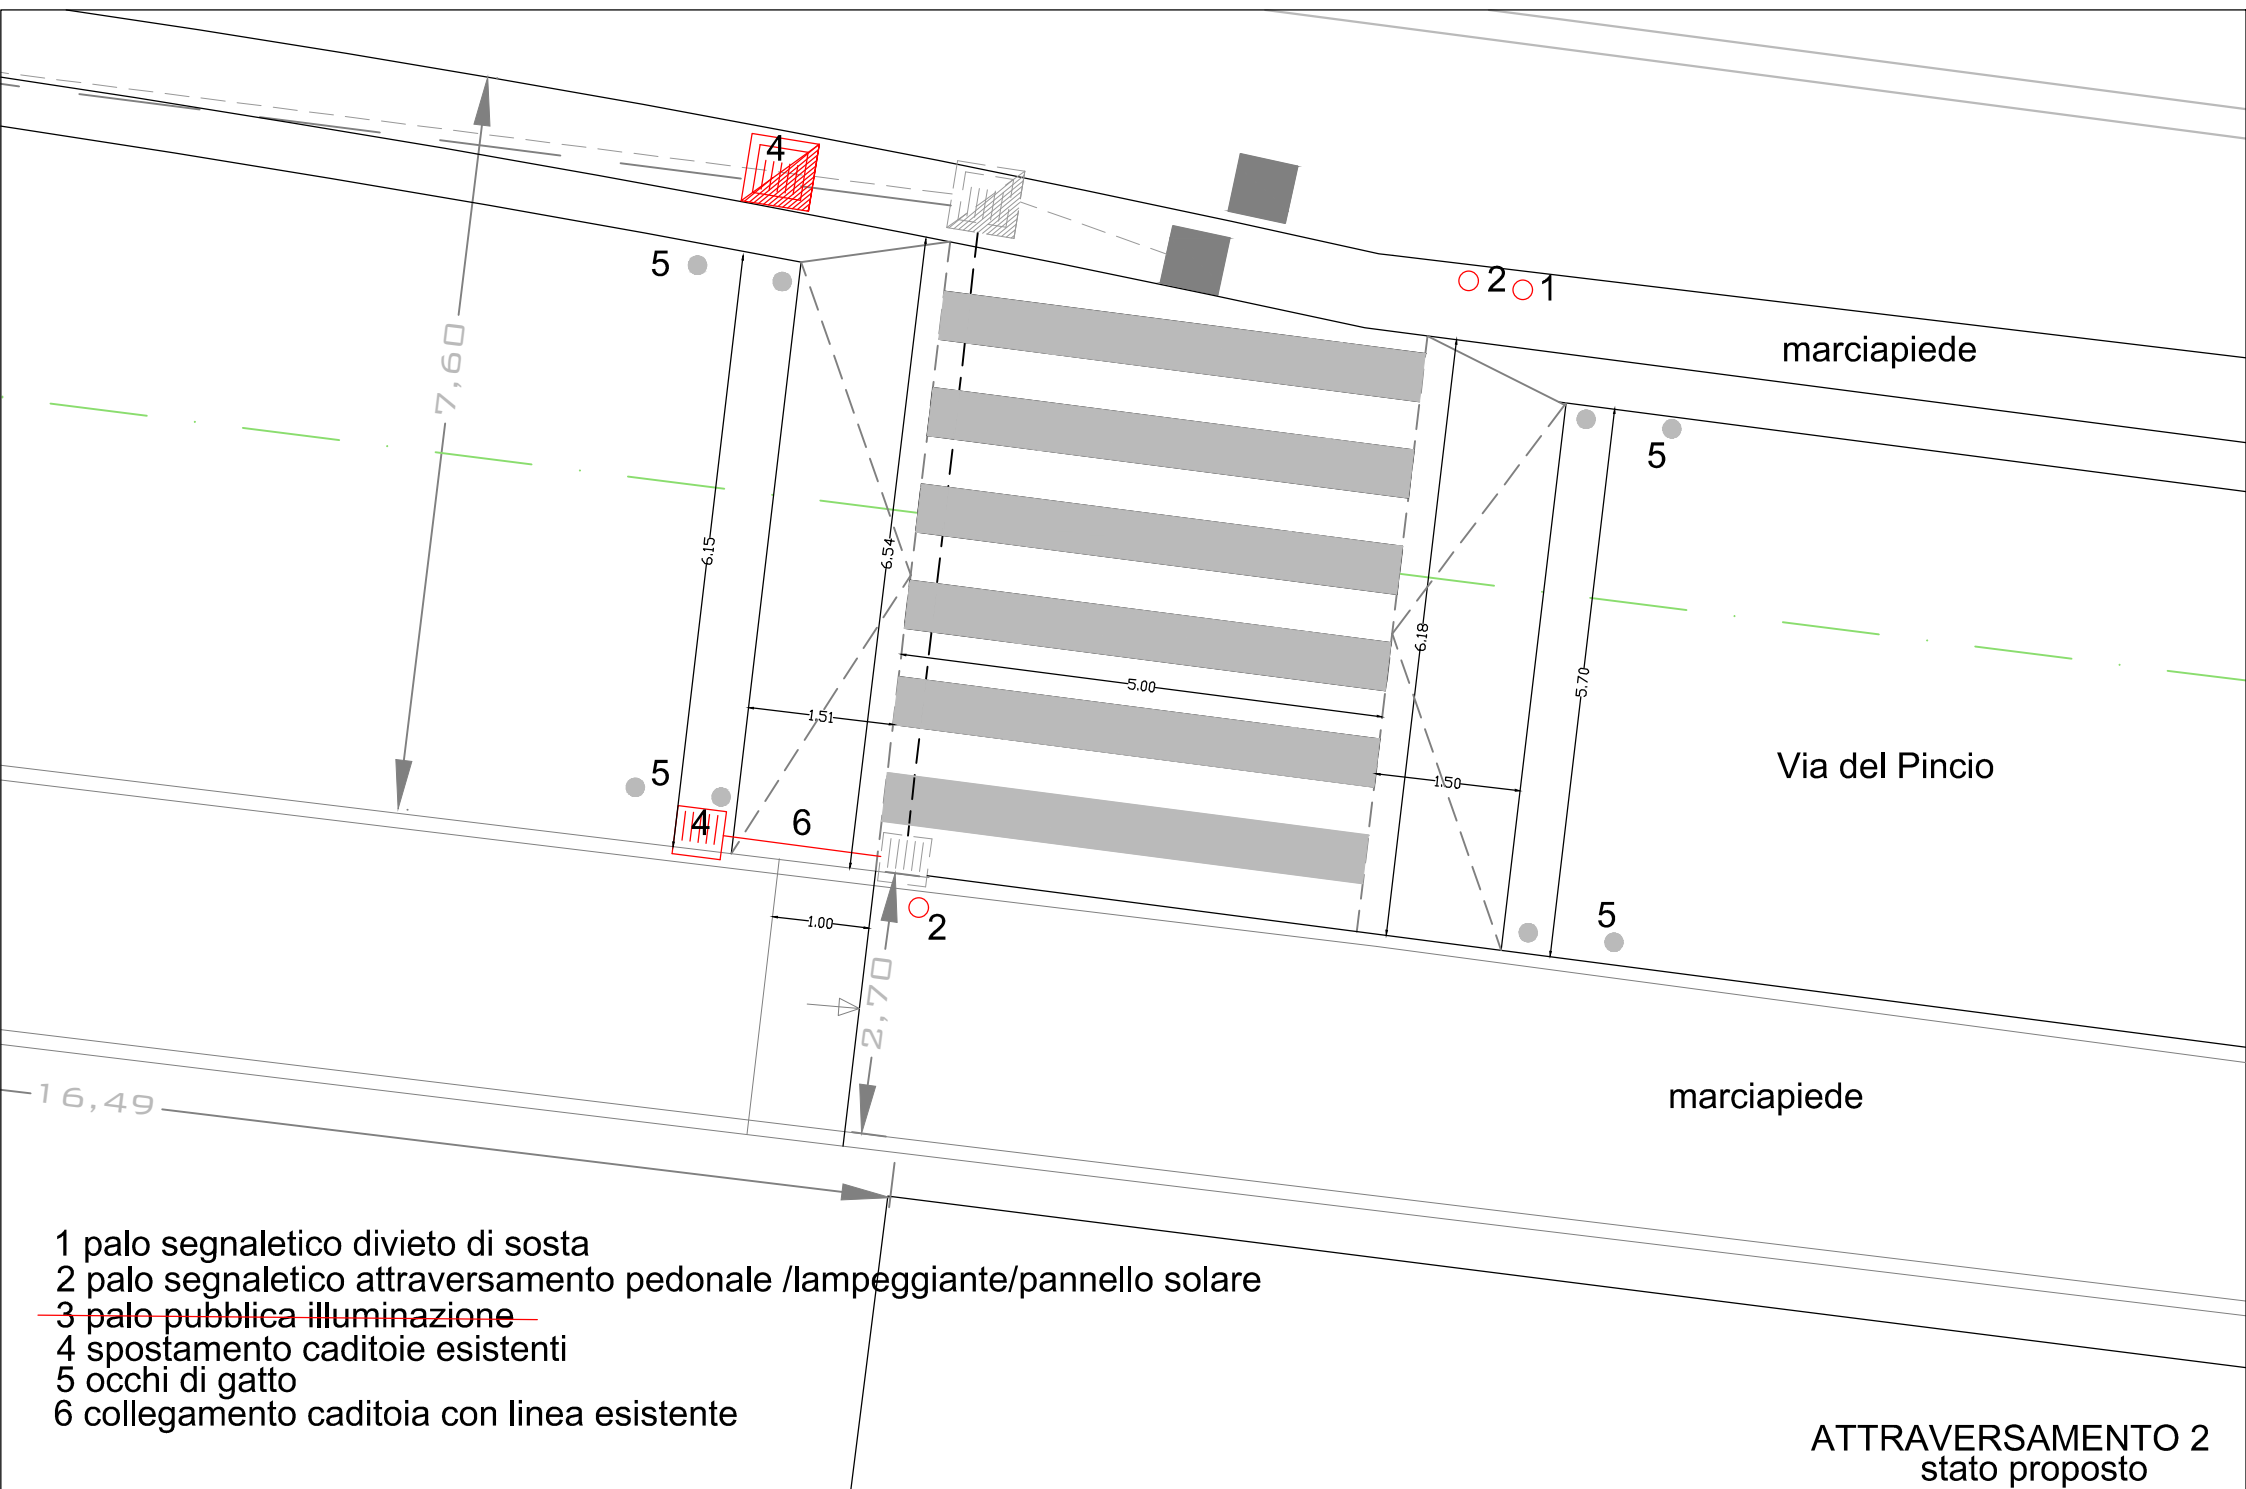 4
5
7,60
2
1
marciapiede
5
6.15
6.54
6.18
5.70
5.00
1.51
1.50
Via del Pincio
5
4
6
5
2
1.00
2,70
16,49
marciapiede
1 palo segnaletico divieto di sosta
2 palo segnaletico attraversamento pedonale /lampeggiante/pannello solare
3 palo pubblica illuminazione
4 spostamento caditoie esistenti
5 occhi di gatto
6 collegamento caditoia con linea esistente
ATTRAVERSAMENTO 2
stato proposto